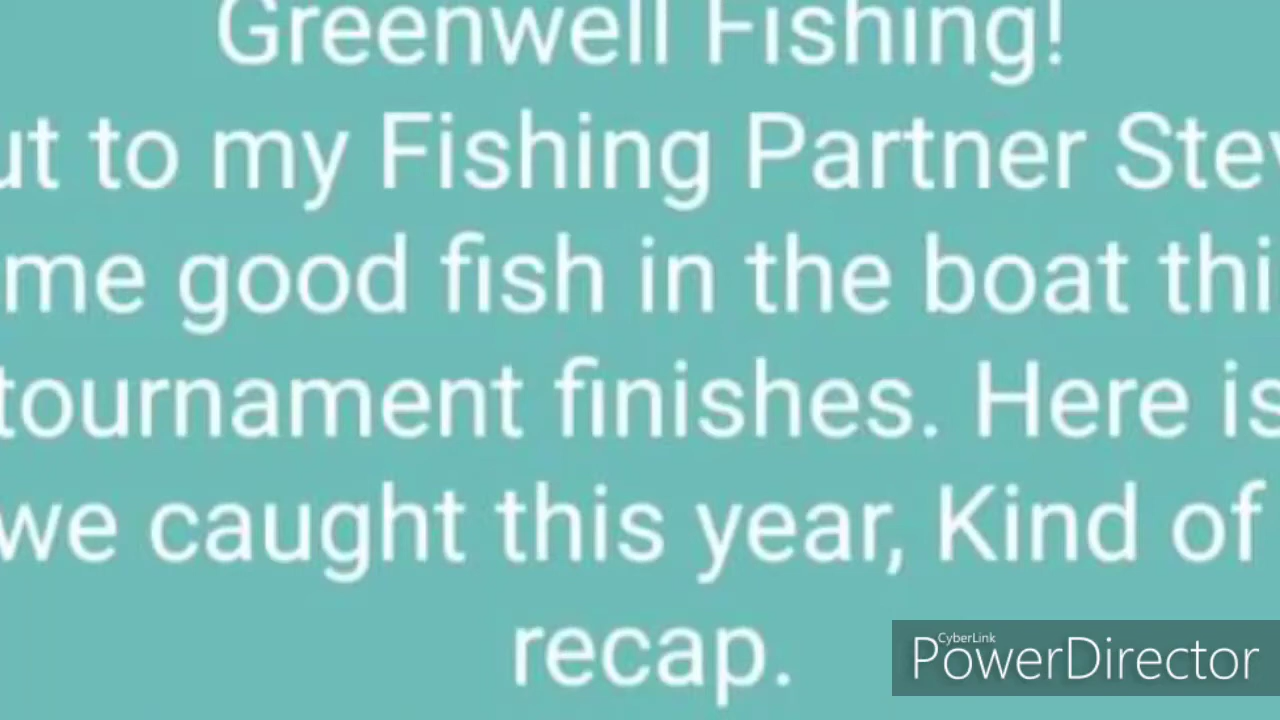 Greenwell Fishing!
ut to my Fishing Partner Stev
me good fish in the boat thi
tournament finishes. Here is
we caught this year, Kind of
recap.
CyberLink
PowerDirector